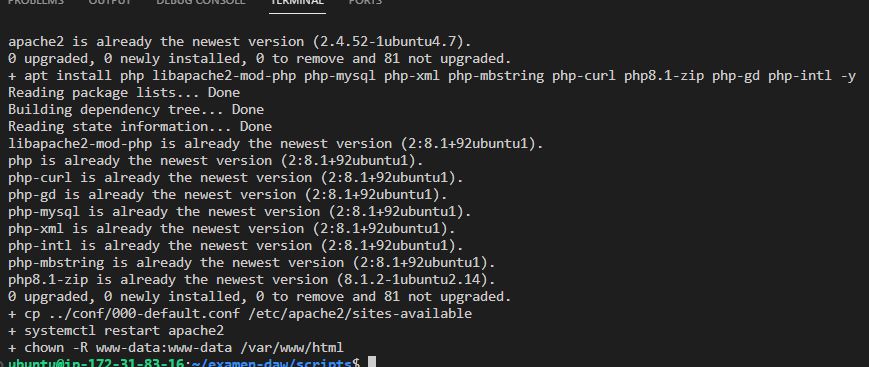 PROBLEMS OUTPUT DEBUG CONSOLE TERMINAL PORTS
apache2 is already the newest version (2.4.52-1ubuntu4.7).
0 upgraded, 0 newly installed, 0 to remove and 81 not upgraded.
+ apt install php libapache2-mod-php php-mysql php-xml php-mbstring php-curl php8.1-zip php-gd php-intl -y
Reading package lists... Done
Building dependency tree... Done
Reading state information... Done
libapache2-mod-php is already the newest version (2:8.1+92ubuntu1).
php is already the newest version (2:8.1+92ubuntu1).
php-curl is already the newest version (2:8.1+92ubuntu1).
php-gd is already the newest version (2:8.1+92ubuntu1).
php-mysql is already the newest version (2:8.1+92ubuntu1).
php-xml is already the newest version (2:8.1+92ubuntu1).
php-intl is already the newest version (2:8.1+92ubuntu1).
php-mbstring is already the newest version (2:8.1+92ubuntu1).
php8.1-zip is already the newest version (8.1.2-1ubuntu2.14).
0 upgraded, 0 newly installed, 0 to remove and 81 not upgraded.
+ cp ../conf/000-default.conf /etc/apache2/sites-available
+ systemctl restart apache2
+ chown -R www-data:www-data /var/www/html
ubuntu@ip-172-31-83-16:~/examen-daw/scripts$